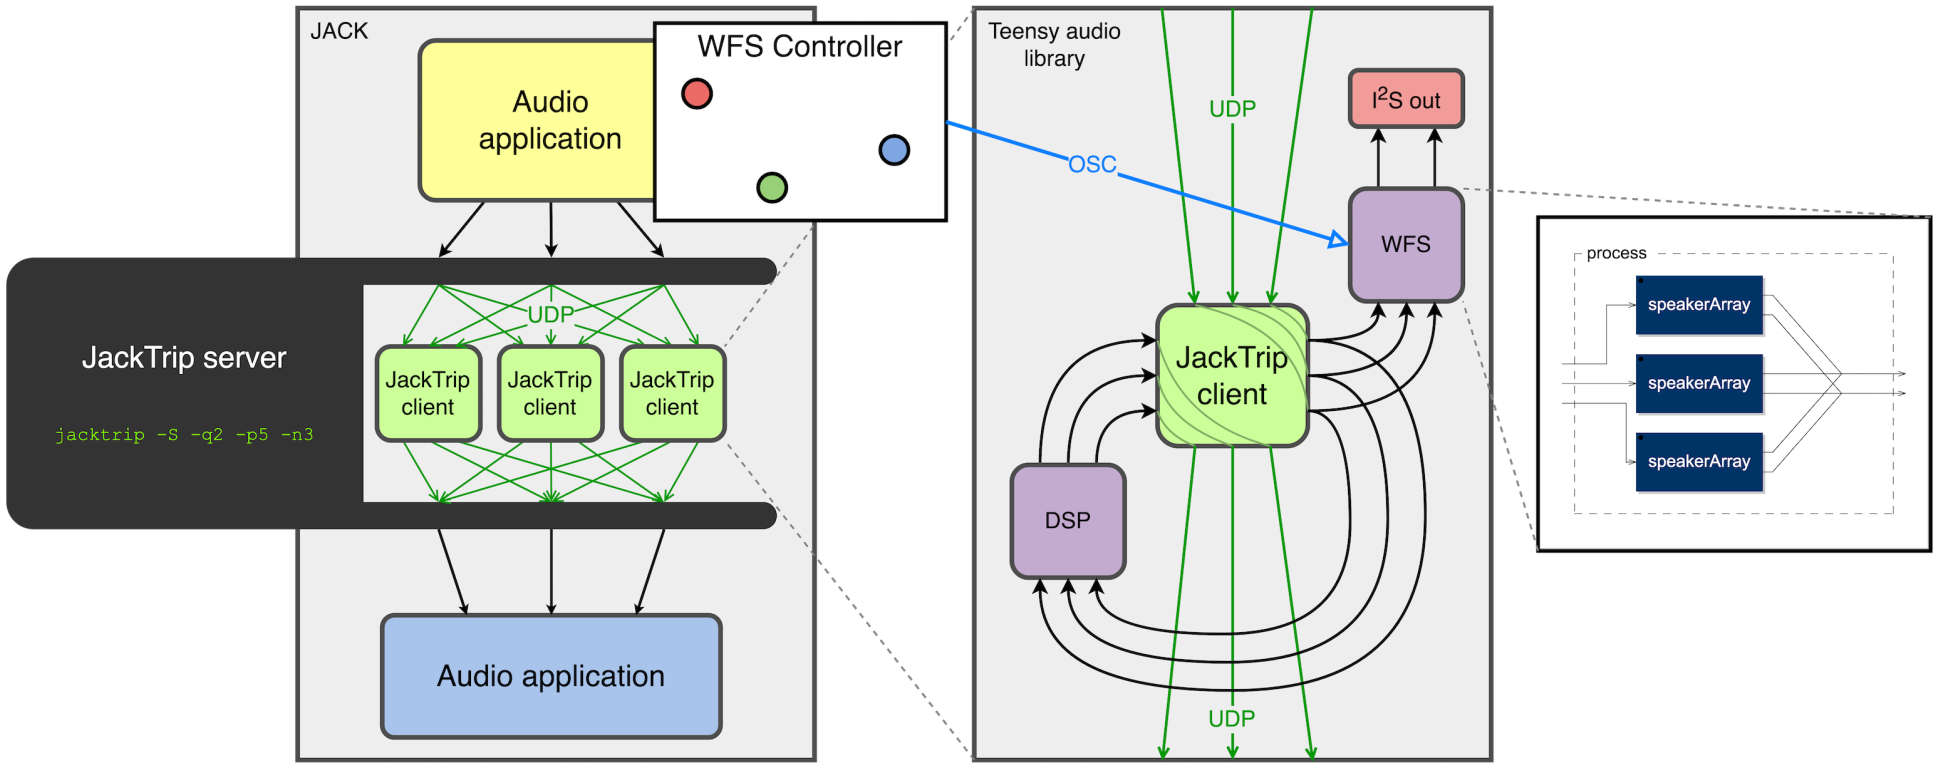 JACK
Audio
application
WFS Controller
UDP
JackTrip server
jacktrip -S -q2 -p5 -n3
JackTrip
client
JackTrip
client
JackTrip
client
Audio application
Teensy audio
library
UDP
OSC
I²S out
WFS
JackTrip
client
DSP
UDP
process
speakerArray
speakerArray
speakerArray